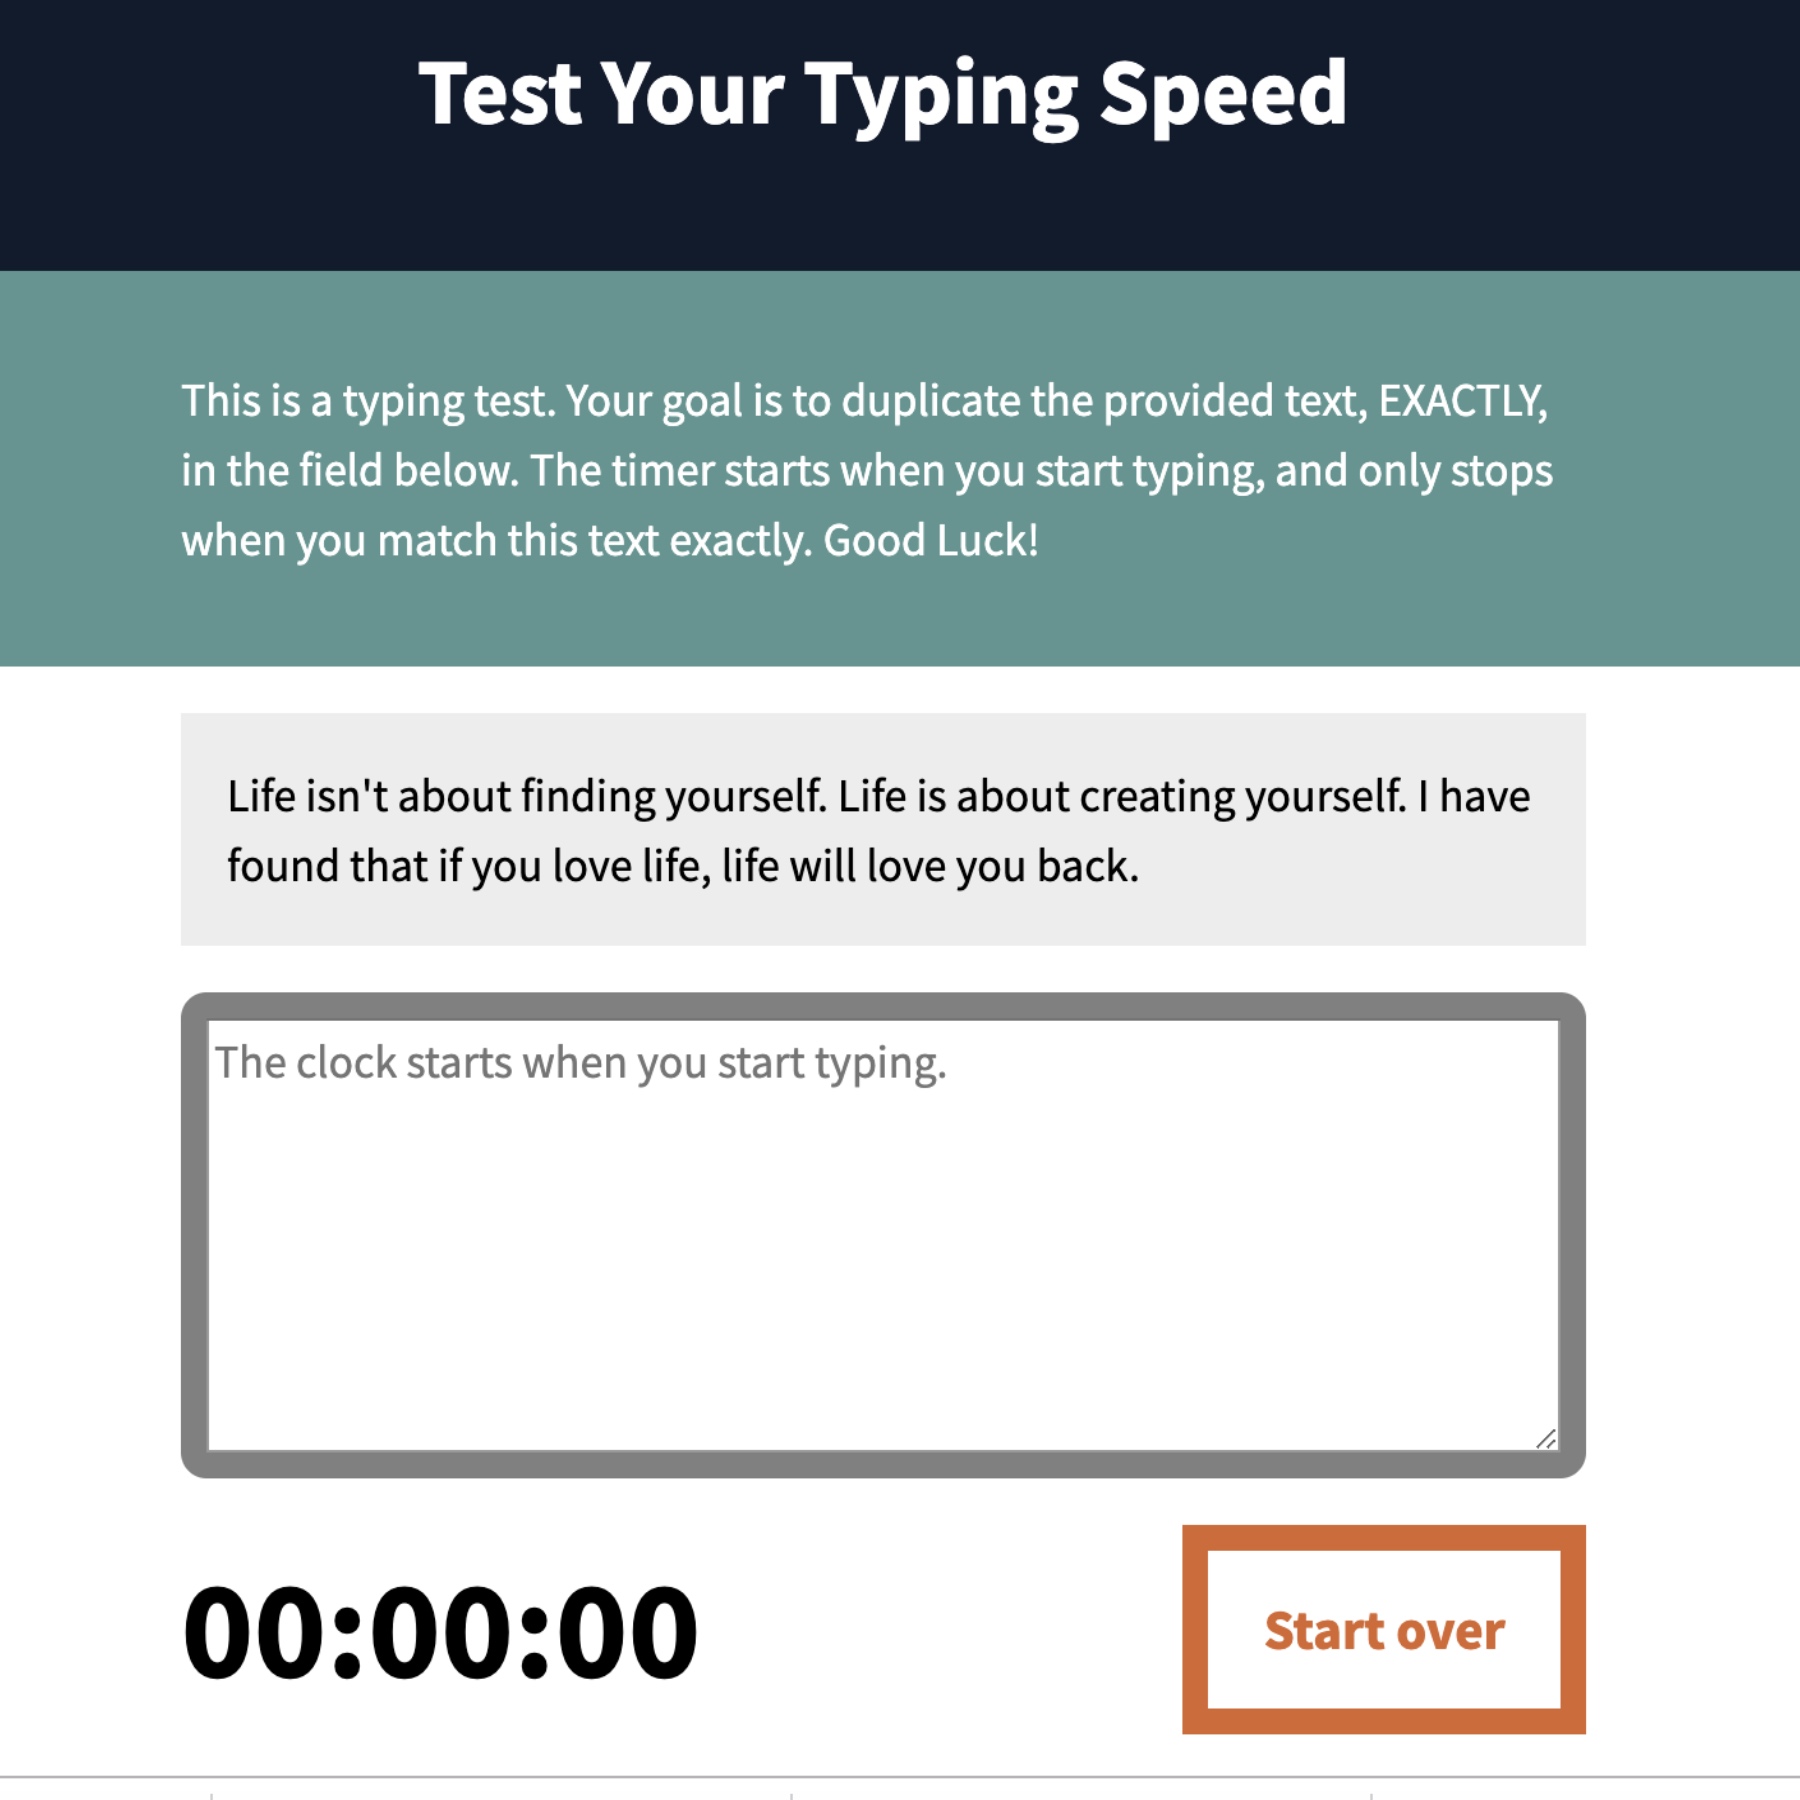 Test Your Typing Speed
This is a typing test. Your goal is to duplicate the provided text, EXACTLY,
in the field below. The timer starts when you start typing, and only stops
when you match this text exactly. Good Luck!
Life isn't about finding yourself. Life is about creating yourself. I have
found that if you love life, life will love you back.
The clock starts when you start typing.
00:00:00
Start over